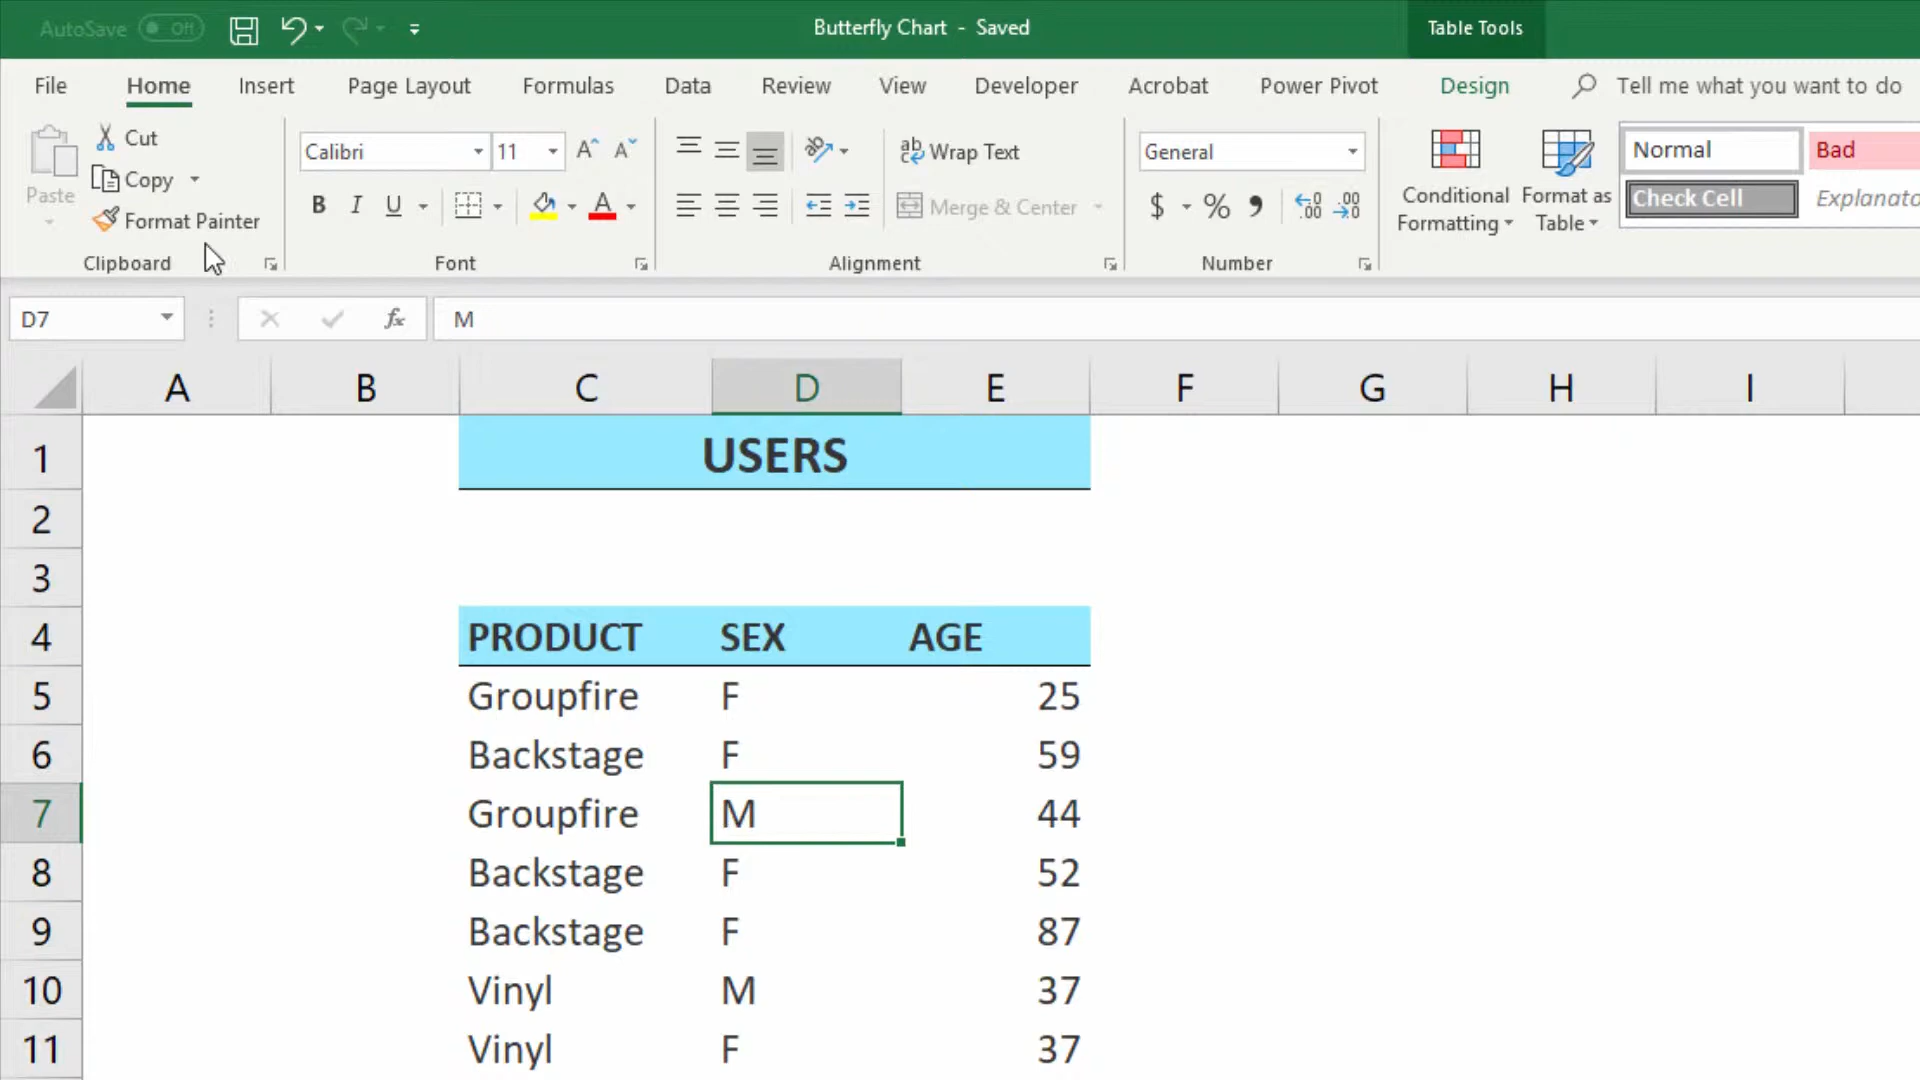 AutoSave Off Butterfly Chart - Saved Table Tools
File Home Insert Page Layout Formulas Data Review View Developer Acrobat Power Pivot Design Tell me what you want to do
Paste
Cut
Copy
Format Painter
Clipboard
Calibri 11 A A
B I U A
Font
ab c Wrap Text
Merge & Center
Alignment
General
$ % , .00 .00
Number
Conditional Formatting
Format as Table
Normal Bad
Check Cell
D7 fx M
A B C D E F G H I
1 USERS
2
3
4 PRODUCT SEX AGE
5 Groupfire F 25
6 Backstage F 59
7 Groupfire M 44
8 Backstage F 52
9 Backstage F 87
10 Vinyl M 37
11 Vinyl F 37